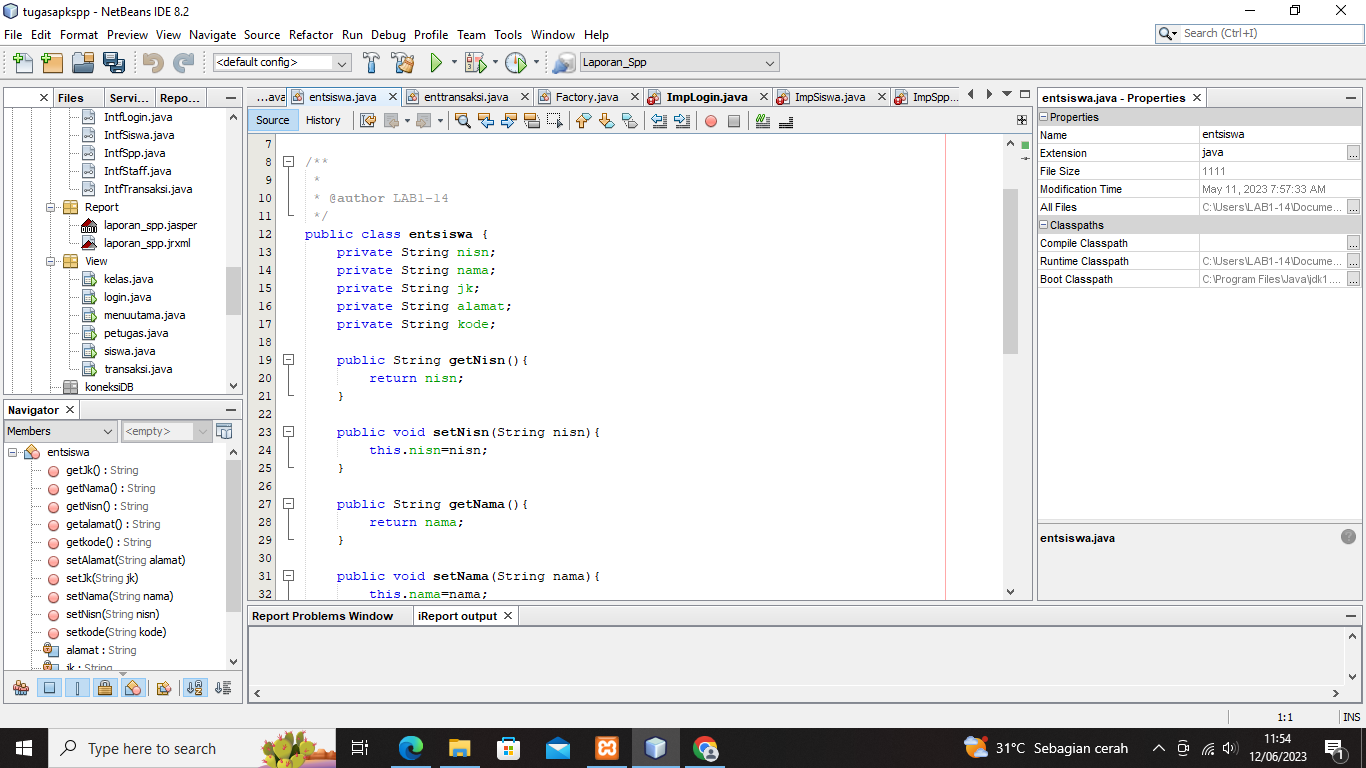 tugasapkspp - NetBeans IDE 8.2
File Edit Format Preview View Navigate Source Refactor Run Debug Profile Team Tools Window Help
Search (Ctrl+I)
<default config>
Laporan_Spp
Files Servi... Repo...
IntfLogin.java
IntfSiswa.java
IntfSpp.java
IntfStaff.java
IntfTransaksi.java
Report
laporan_spp.jasper
laporan_spp.jrxml
View
kelas.java
login.java
menuutama.java
petugas.java
siswa.java
transaksi.java
koneksiDB
Navigator
Members <empty>
entsiswa
getJk() : String
getNama() : String
getNisn() : String
getalamat() : String
getkode() : String
setAlamat(String alamat)
setJk(String jk)
setNama(String nama)
setNisn(String nisn)
setkode(String kode)
alamat : String
jk : String
...ava entsiswa.java enttransaksi.java Factory.java ImpLogin.java ImpSiswa.java ImpSpp...
Source History
7
8 /**
9 *
10 * @author LAB1-14
11 */
12 public class entsiswa {
13 private String nisn;
14 private String nama;
15 private String jk;
16 private String alamat;
17 private String kode;
18
19 public String getNisn(){
20 return nisn;
21 }
22
23 public void setNisn(String nisn){
24 this.nisn=nisn;
25 }
26
27 public String getNama(){
28 return nama;
29 }
30
31 public void setNama(String nama){
32 this.nama=nama;
Report Problems Window iReport output
entsiswa.java - Properties
Properties
Name entsiswa
Extension java ...
File Size 1111
Modification Time May 11, 2023 7:57:33 AM
All Files C:\Users\LAB1-14\Docume... ...
Classpaths
Compile Classpath ...
Runtime Classpath C:\Users\LAB1-14\Docume... ...
Boot Classpath C:\Program Files\Java\jdk1.... ...
entsiswa.java
1:1 INS
Type here to search
31°C Sebagian cerah
11:54
12/06/2023
1